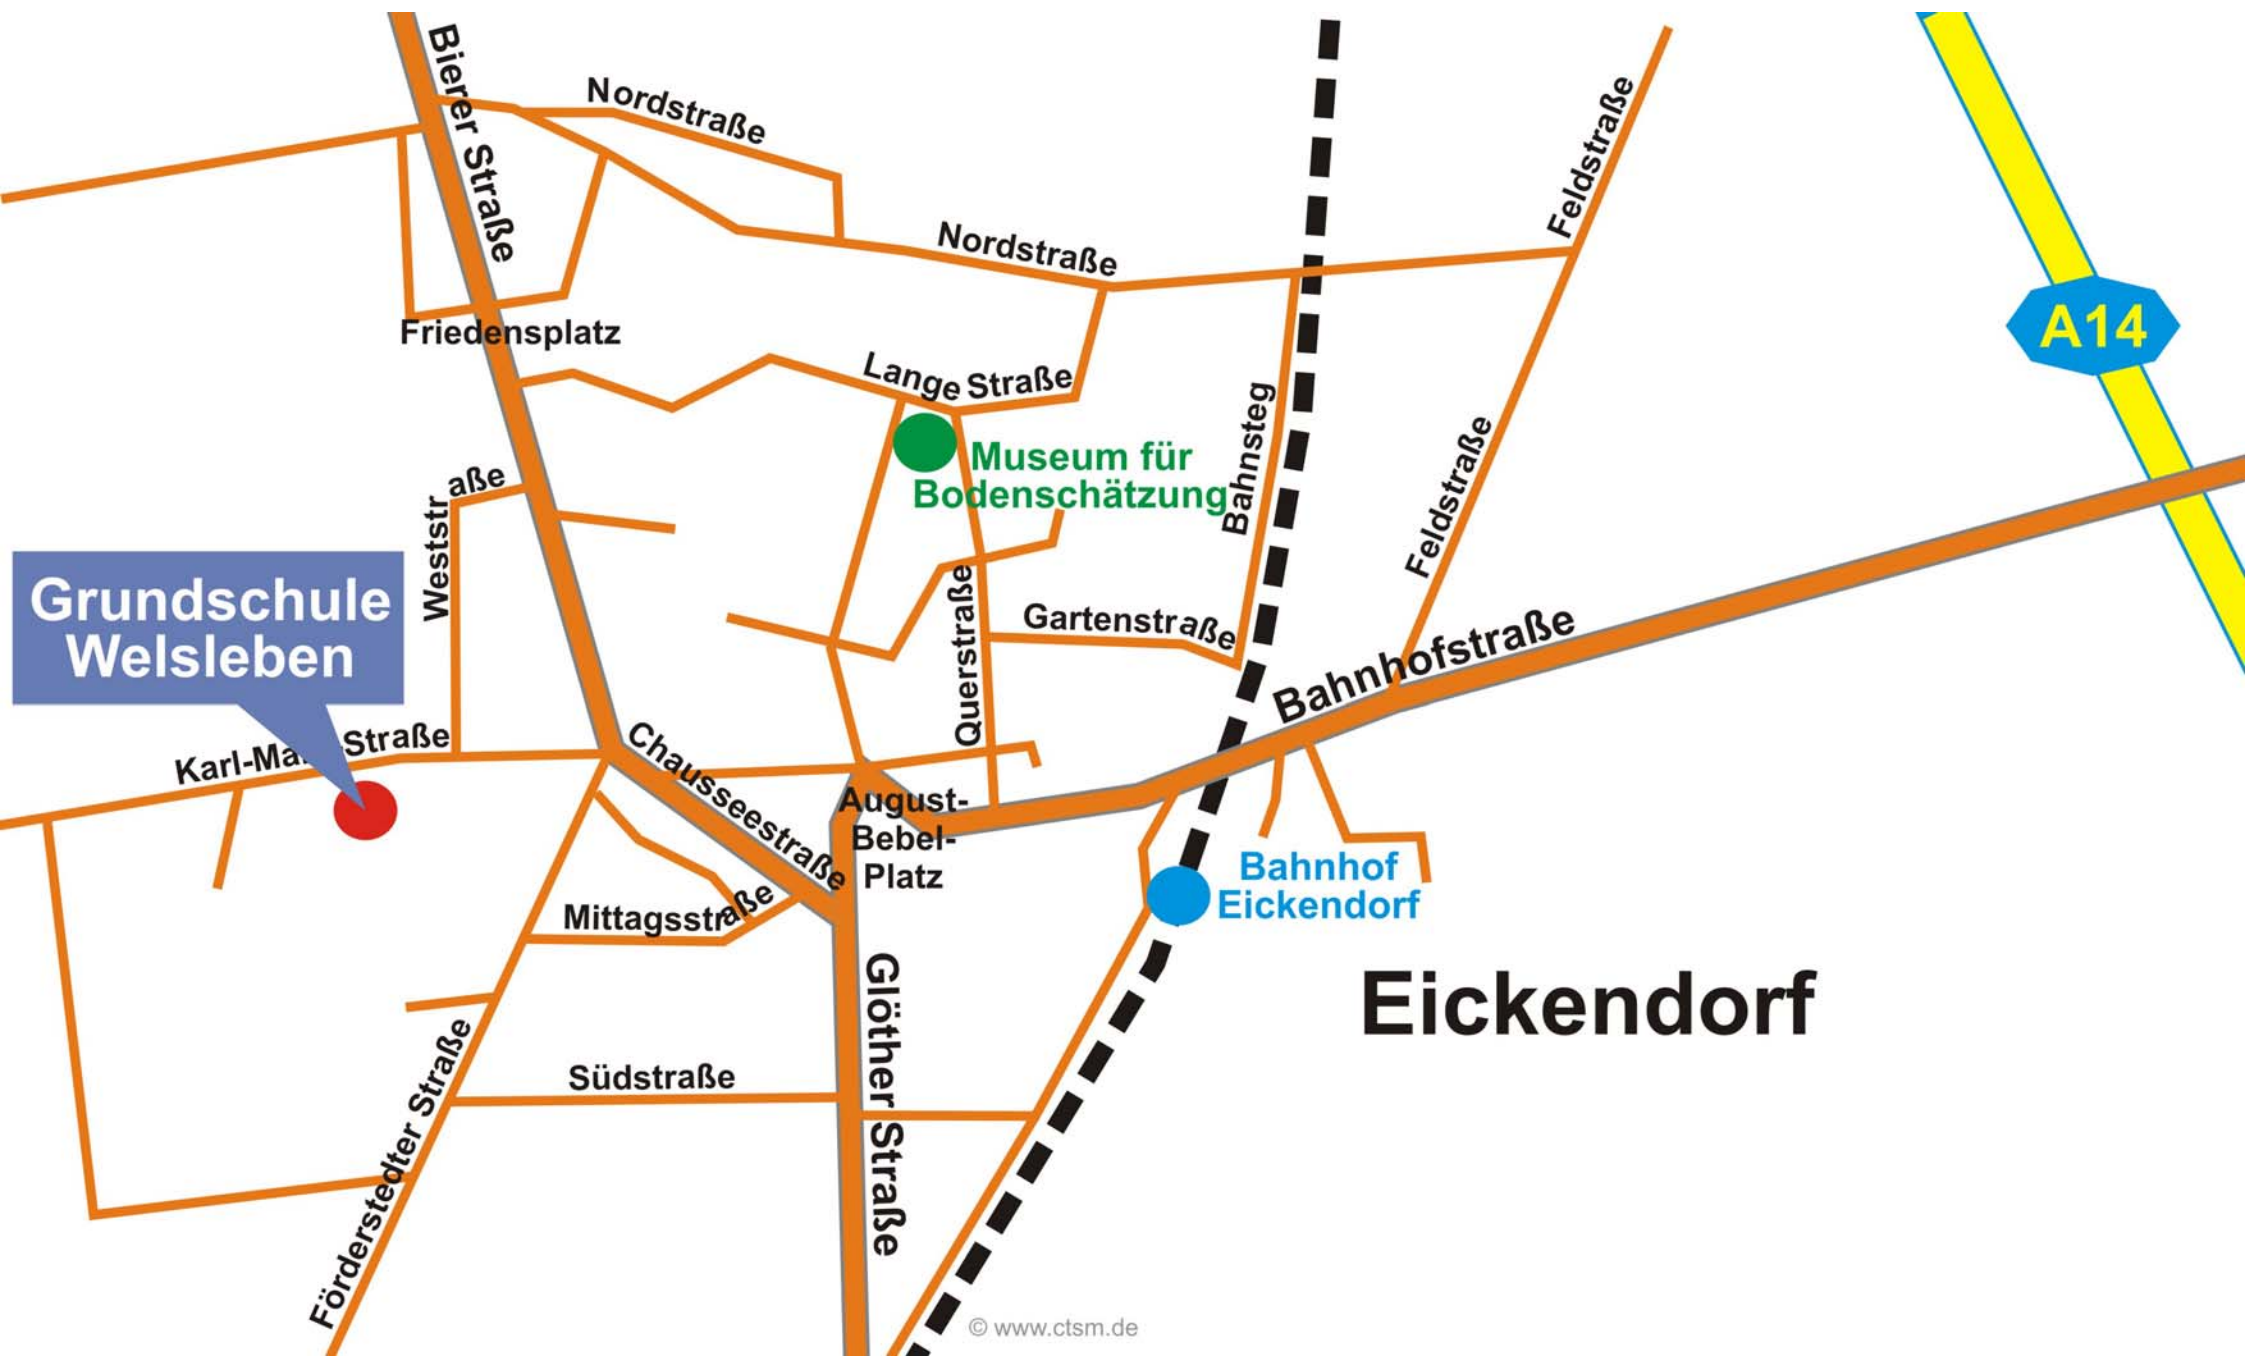 Bierer Straße
Nordstraße
Feldstraße
Nordstraße
A14
Friedensplatz
Lange Straße
Bahnsteg
Museum für
Bodenschätzung
Feldstraße
Weststraße
Grundschule
Welsleben
Gartenstraße
Querstraße
Bahnhofstraße
Karl-Ma Straße
Chausseestraße
August-
Bebel-
Platz
Bahnhof
Eickendorf
Mittagsstraße
Eickendorf
Glöther Straße
Südstraße
Förderstedter Straße
© www.ctsm.de